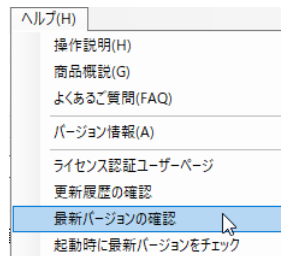 ヘルプ(H)
操作説明(H)
商品概説(G)
よくあるご質問(FAQ)
バージョン情報(A)
ライセンス認証ユーザーページ
更新履歴の確認
最新バージョンの確認
起動時に最新バージョンをチェック